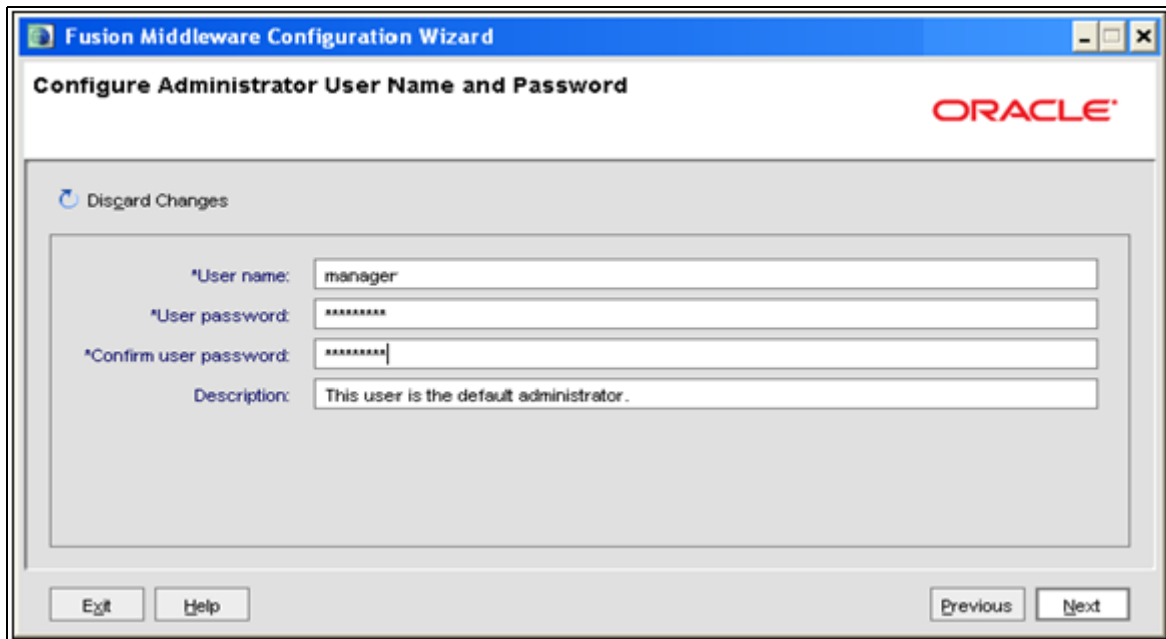 Fusion Middleware Configuration Wizard
Configure Administrator User Name and Password
ORACLE
Discard Changes
*User name: manager
*User password: *********
*Confirm user password: *********
Description: This user is the default administrator.
Exit Help Previous Next